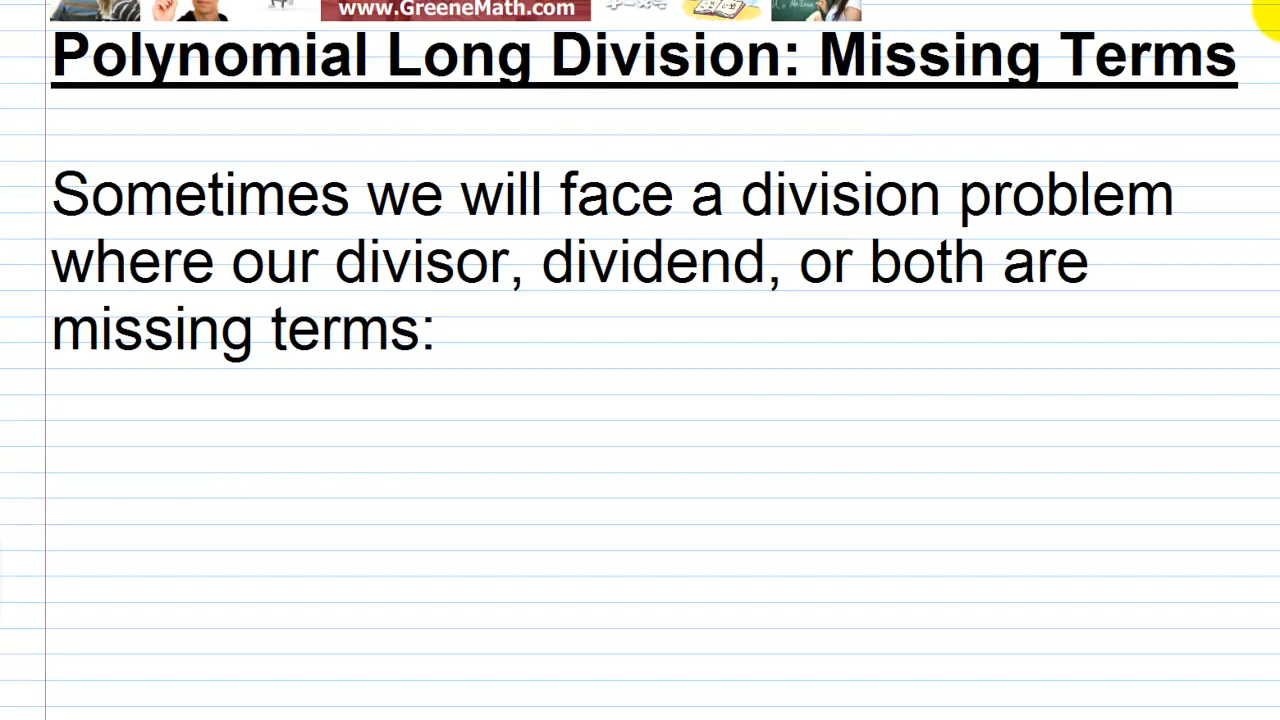 www.GreeneMath.com
Polynomial Long Division: Missing Terms
Sometimes we will face a division problem
where our divisor, dividend, or both are
missing terms: